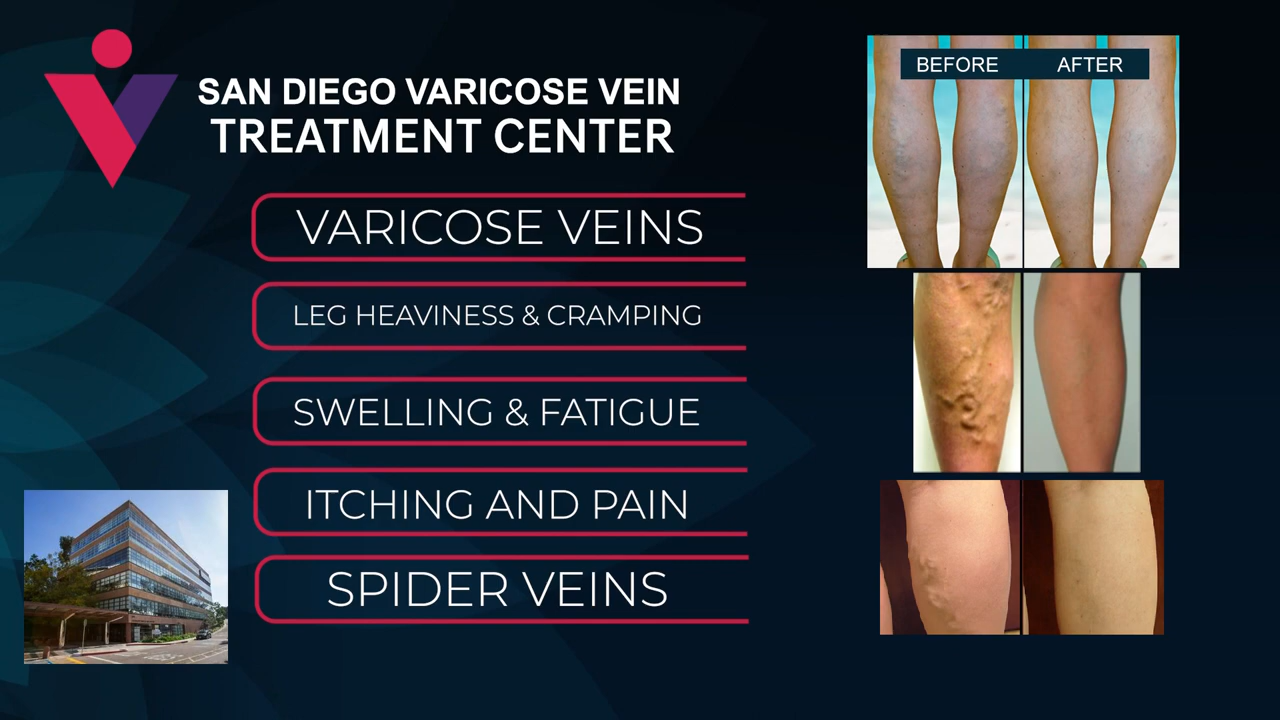 SAN DIEGO VARICOSE VEIN
TREATMENT CENTER
VARICOSE VEINS
LEG HEAVINESS & CRAMPING
SWELLING & FATIGUE
ITCHING AND PAIN
SPIDER VEINS
BEFORE
AFTER